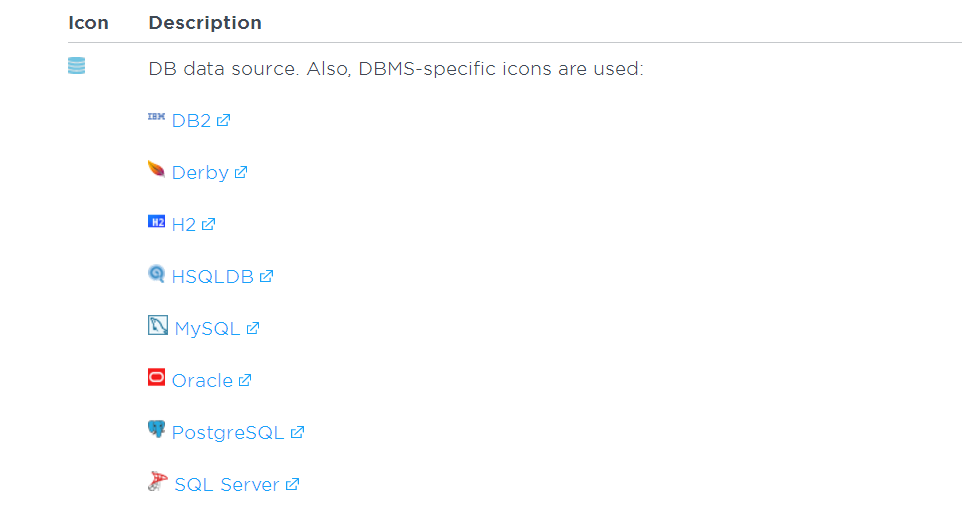 Icon Description
DB data source. Also, DBMS-specific icons are used:
IBM DB2
Derby
H2 H2
HSQLDB
MySQL
Oracle
PostgreSQL
SQL Server